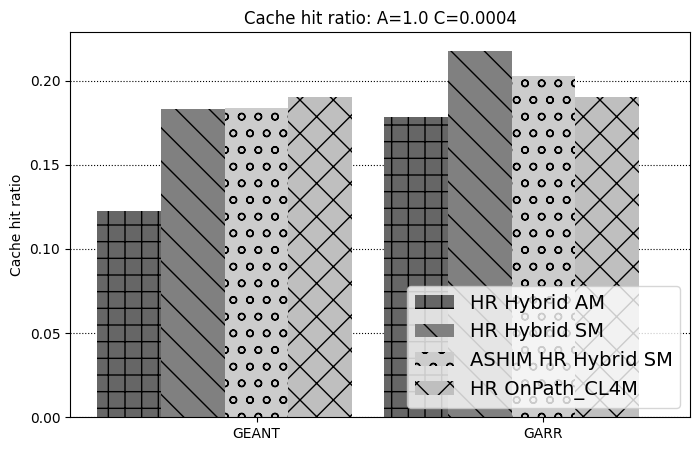 Cache hit ratio: A=1.0 C=0.0004
Cache hit ratio
0.20
0.15
0.10
0.05
0.00
GEANT
GARR
HR Hybrid AM
HR Hybrid SM
ASHIM HR Hybrid SM
HR OnPath_CL4M